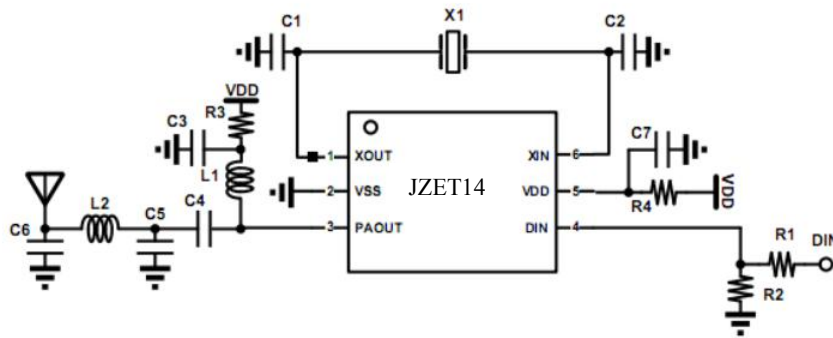 X1
C1
C2
VDD
R3
C3
C7
1 XOUT
XIN 6
L1
JZET14
2 VSS
VDD 5
R4
VDD
L2
C5
C4
C6
3 PAOUT
DIN 4
R1
DIN
R2